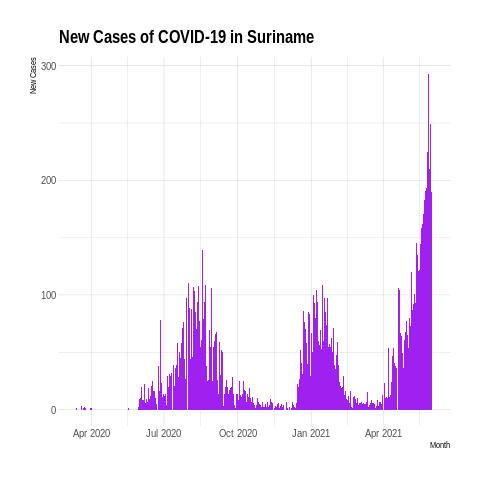 New Cases of COVID-19 in Suriname
New Cases
300
200
100
0
Apr 2020 Jul 2020 Oct 2020 Jan 2021 Apr 2021
Month